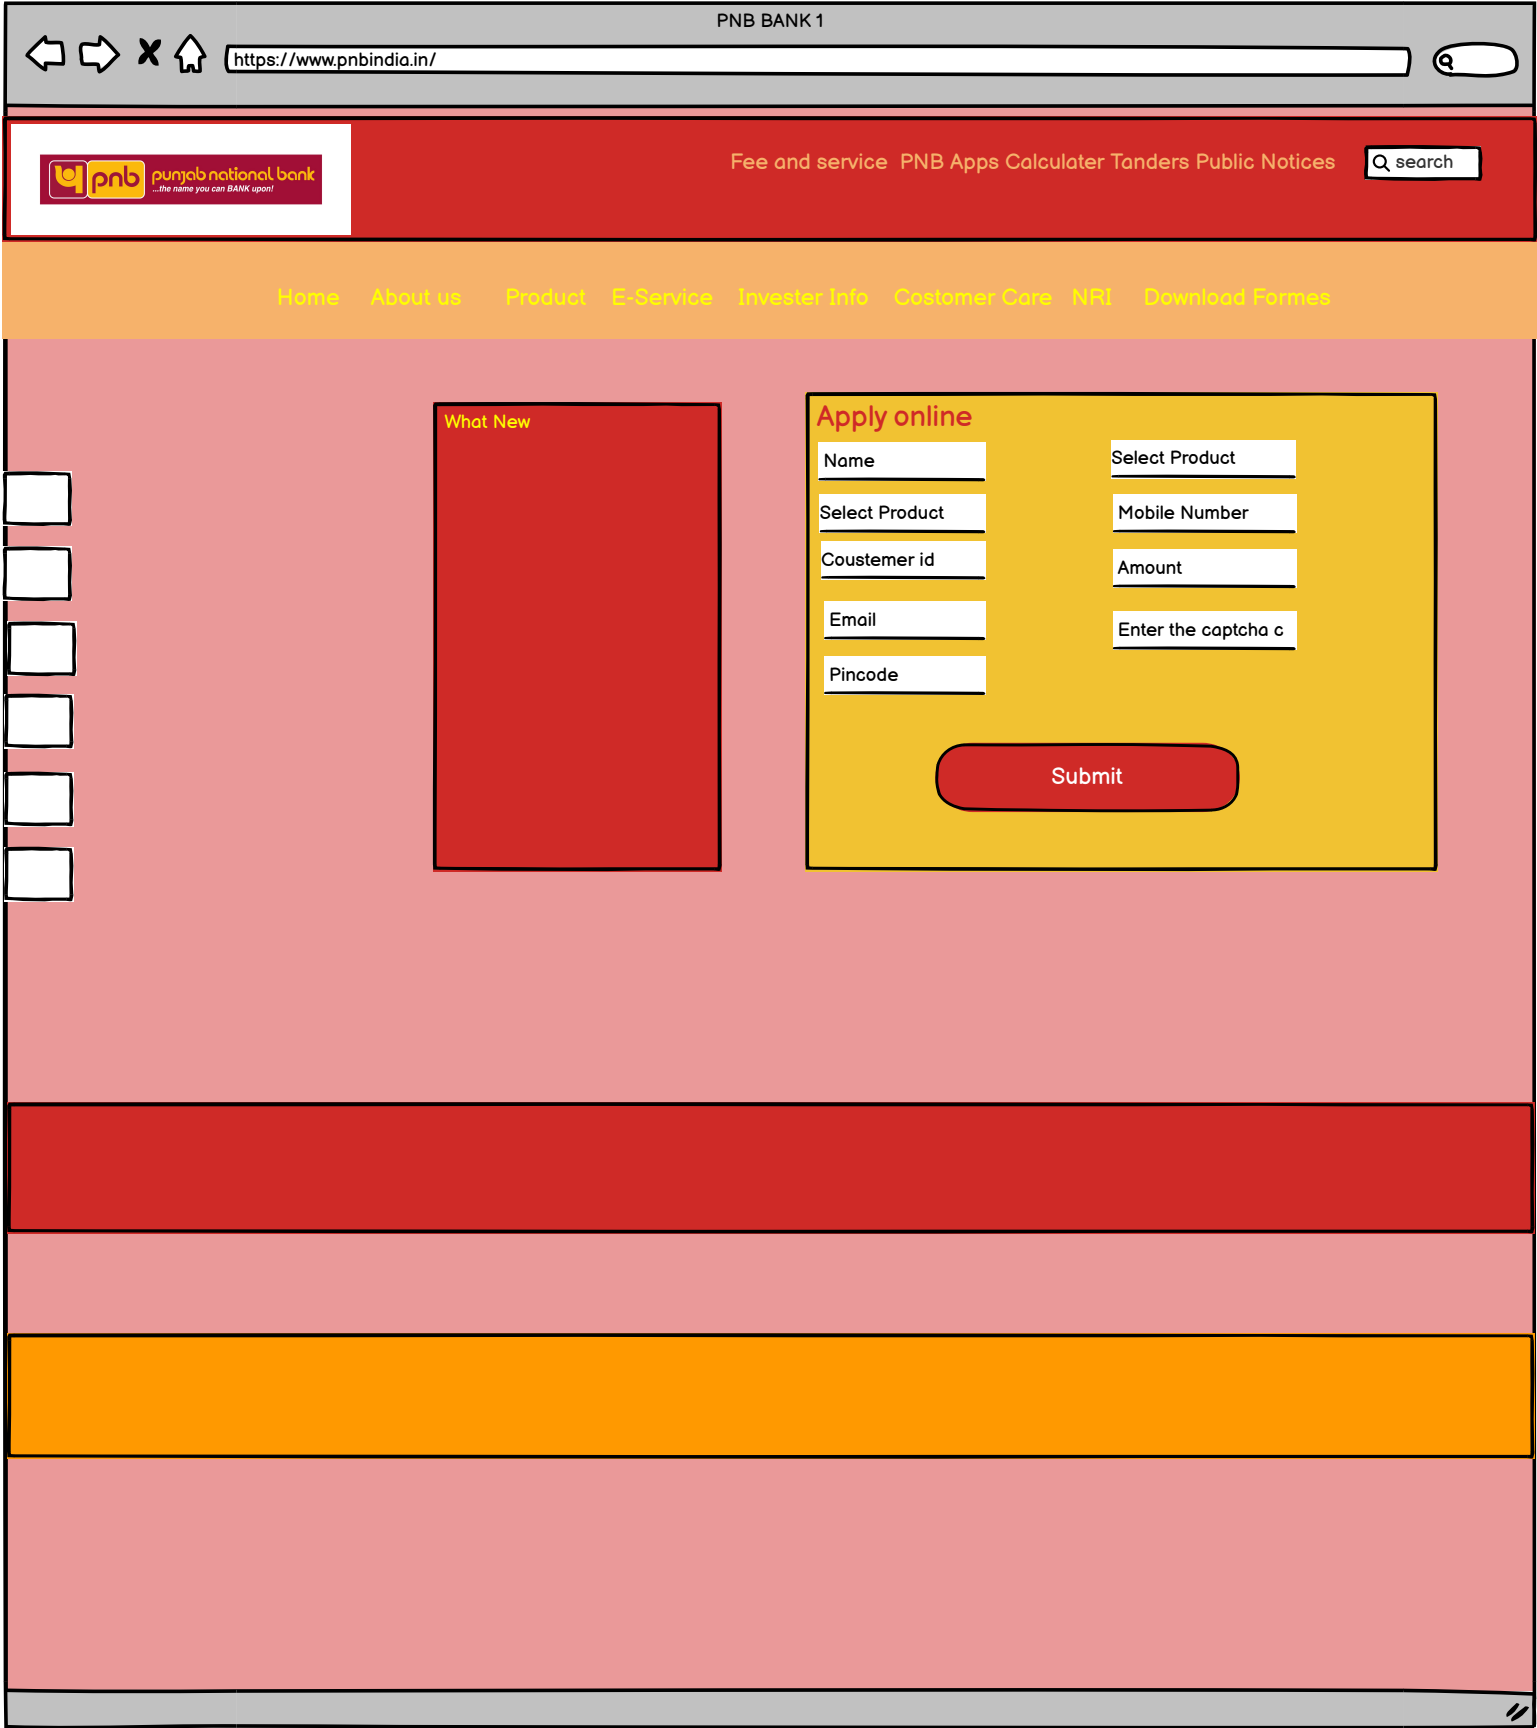 PNB BANK 1
https://www.pnbindia.in/
पnb pnb punjab national bank
...the name you can BANK upon!
Fee and service PNB Apps Calculater Tanders Public Notices
search
Home About us Product E-Service Invester Info Costomer Care NRI Download Formes
What New
Apply online
Name
Select Product
Select Product
Mobile Number
Coustemer id
Amount
Email
Enter the captcha c
Pincode
Submit